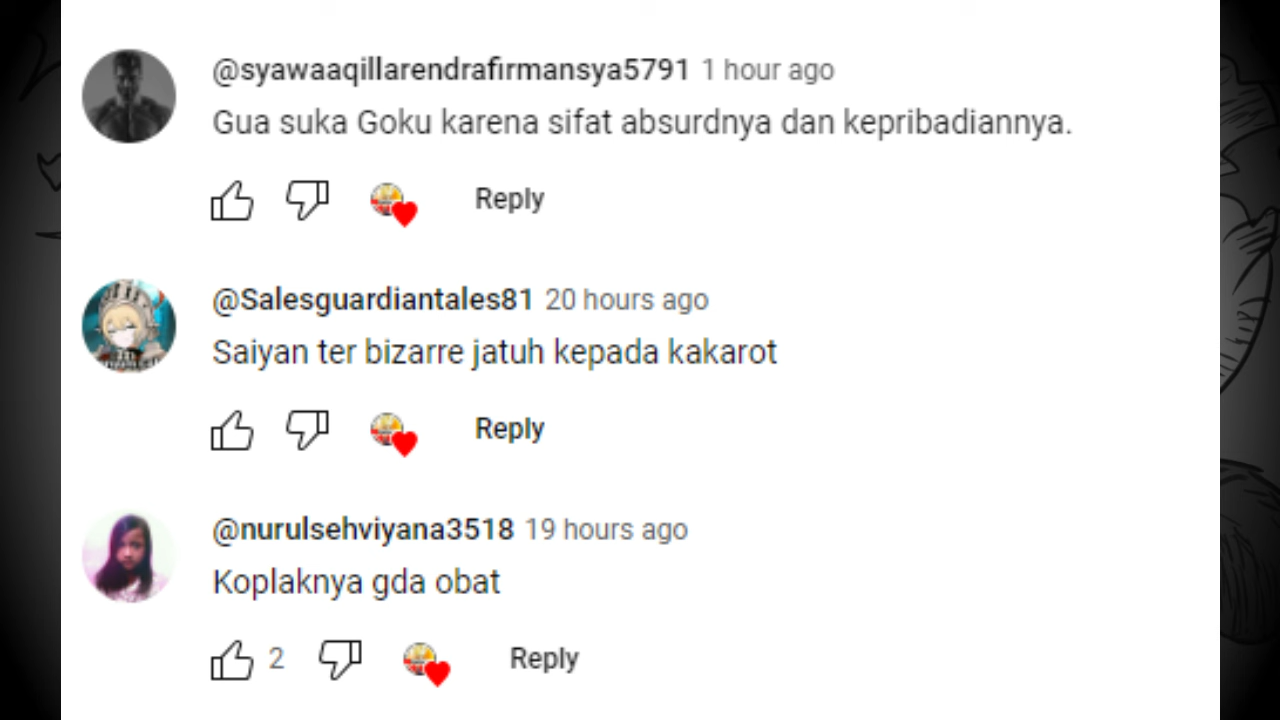 @syawaaqillarendrafirmansya5791 1 hour ago
Gua suka Goku karena sifat absurdnya dan kepribadiannya.
Reply
@Salesguardiantales81 20 hours ago
Saiyan ter bizarre jatuh kepada kakarot
Reply
@nurulsehviyana3518 19 hours ago
Koplaknya gda obat
2 Reply